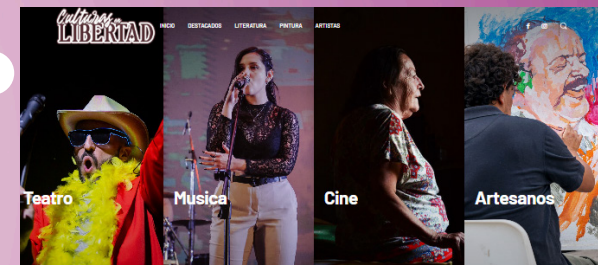 Culturas en
LIBERTAD
INICIO DESTACADOS LITERATURA PINTURA ARTISTAS
Teatro Musica Cine Artesanos